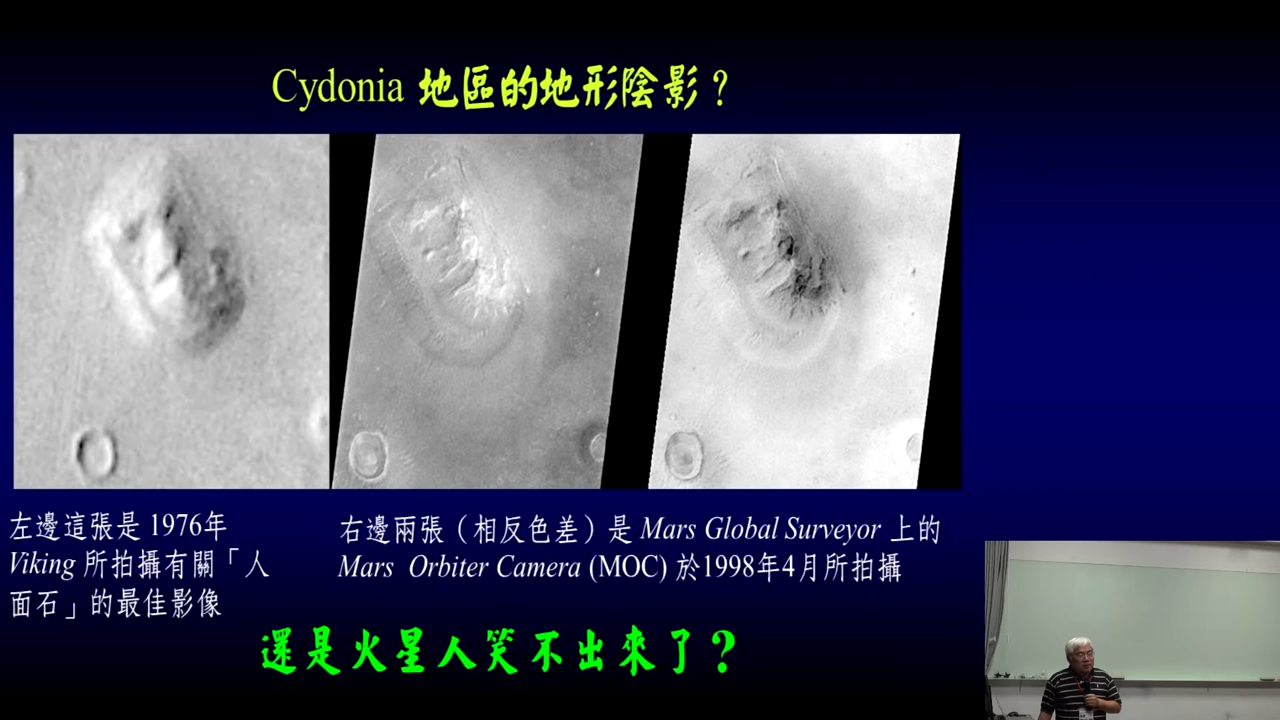 Cydonia 地區的地形陰影？
左邊這張是 1976年
Viking 所拍攝有關「人
面石」的最佳影像
右邊兩張（相反色差）是 Mars Global Surveyor 上的
Mars Orbiter Camera (MOC) 於1998年4月所拍攝
還是火星人笑不出來了？